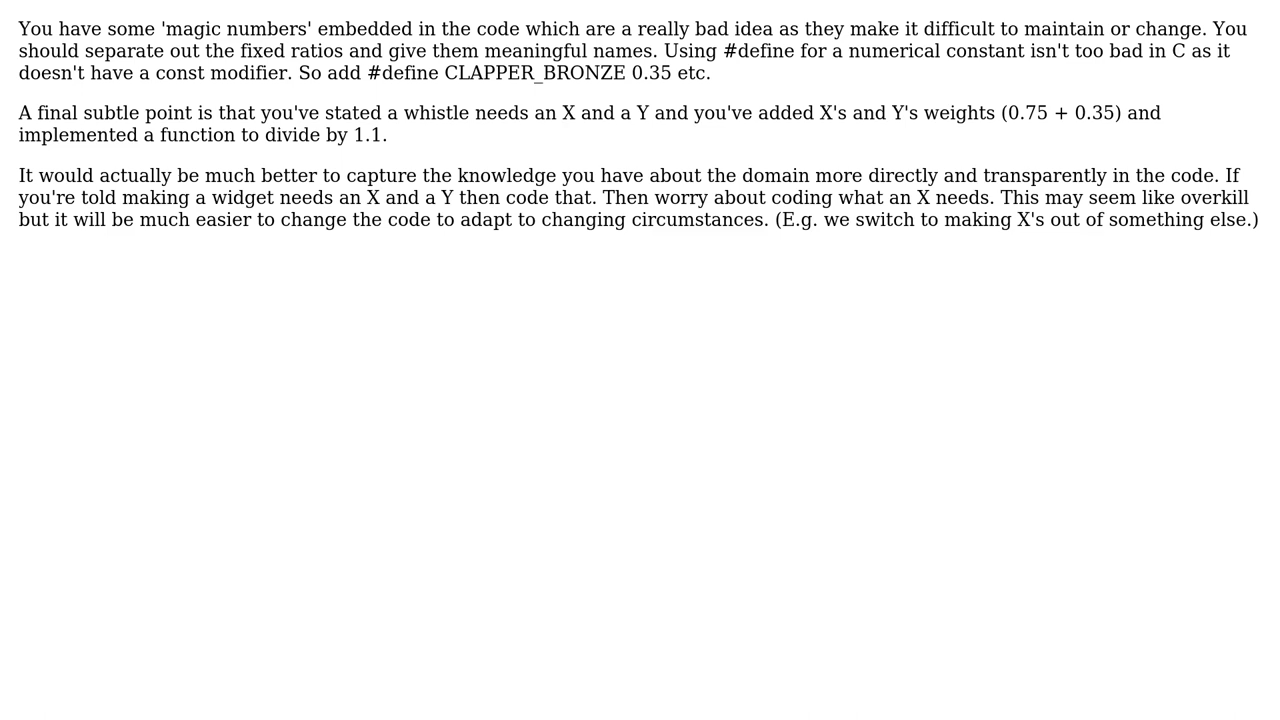 You have some 'magic numbers' embedded in the code which are a really bad idea as they make it difficult to maintain or change. You
should separate out the fixed ratios and give them meaningful names. Using #define for a numerical constant isn't too bad in C as it
doesn't have a const modifier. So add #define CLAPPER_BRONZE 0.35 etc.
A final subtle point is that you've stated a whistle needs an X and a Y and you've added X's and Y's weights (0.75 + 0.35) and
implemented a function to divide by 1.1.
It would actually be much better to capture the knowledge you have about the domain more directly and transparently in the code. If
you're told making a widget needs an X and a Y then code that. Then worry about coding what an X needs. This may seem like overkill
but it will be much easier to change the code to adapt to changing circumstances. (E.g. we switch to making X's out of something else.)